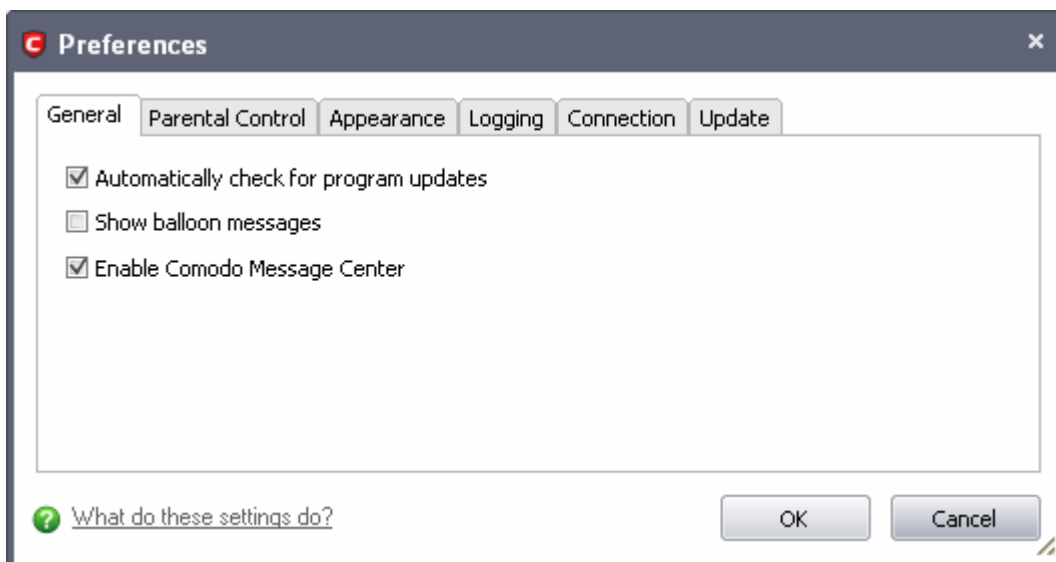 Preferences
General Parental Control Appearance Logging Connection Update
Automatically check for program updates
Show balloon messages
Enable Comodo Message Center
What do these settings do? OK Cancel